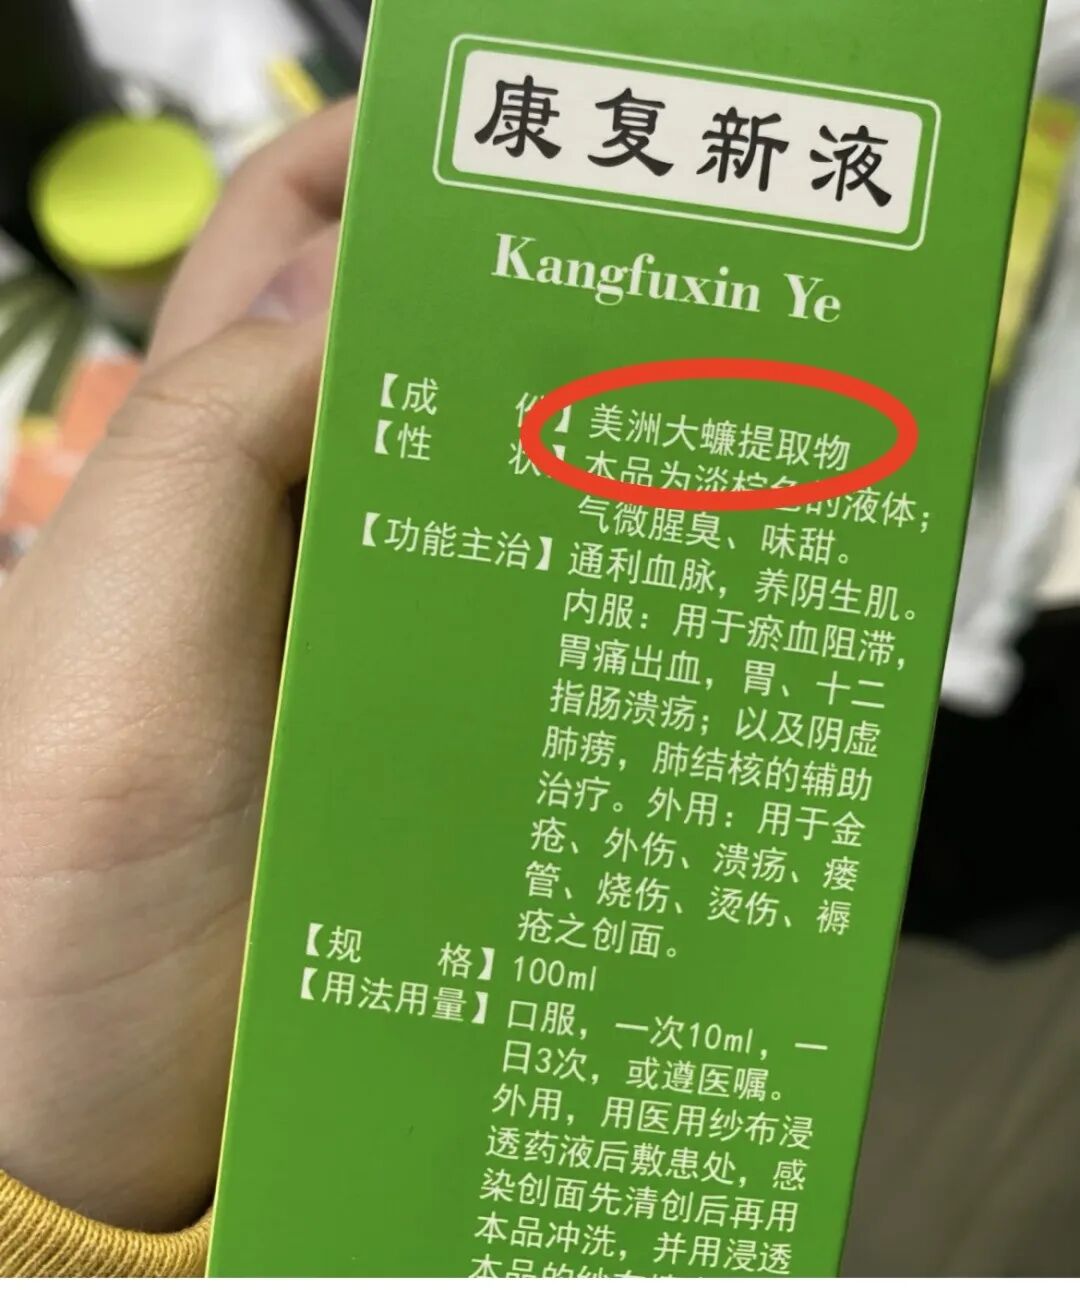 康复新液
Kangfuxin Ye
【成 份】美洲大蠊提取物
【性 状】本品为淡棕色的液体；
气微腥臭、味甜。
【功能主治】通利血脉，养阴生肌。
内服：用于瘀血阻滞，
胃痛出血，胃、十二
指肠溃疡；以及阴虚
肺痨，肺结核的辅助
治疗。外用：用于金
疮、外伤、溃疡、瘘
管、烧伤、烫伤、褥
疮之创面。
【规 格】100ml
【用法用量】口服，一次10ml，一
日3次，或遵医嘱。
外用，用医用纱布浸
透药液后敷患处，感
染创面先清创后再用
本品冲洗，并用浸透
本品的纱布